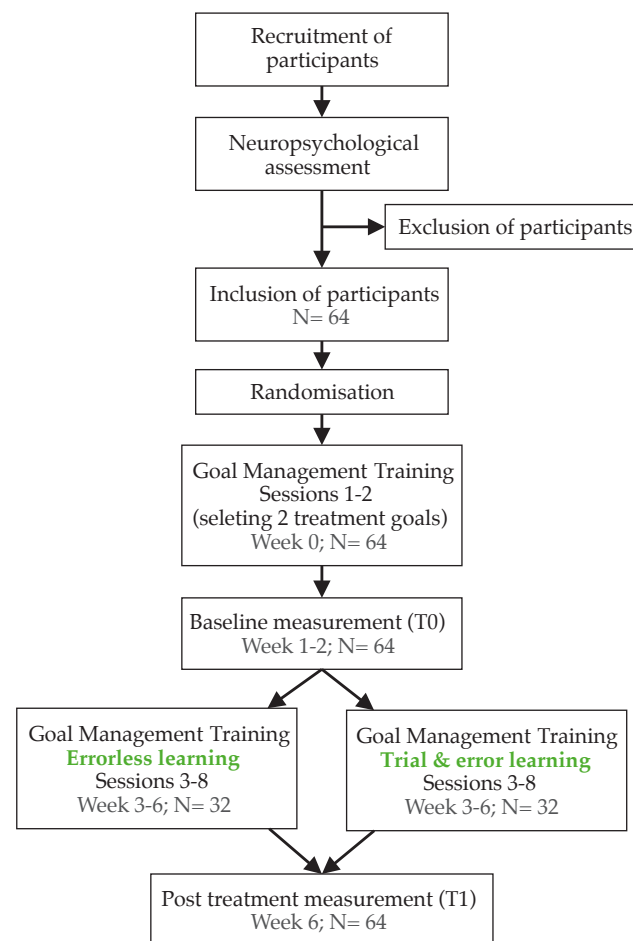 Recruitment of
participants
Neuropsychological
assessment
Exclusion of participants
Inclusion of participants
N= 64
Randomisation
Goal Management Training
Sessions 1-2
(seleting 2 treatment goals)
Week 0; N= 64
Baseline measurement (T0)
Week 1-2; N= 64
Goal Management Training
Errorless learning
Sessions 3-8
Week 3-6; N= 32
Goal Management Training
Trial & error learning
Sessions 3-8
Week 3-6; N= 32
Post treatment measurement (T1)
Week 6; N= 64